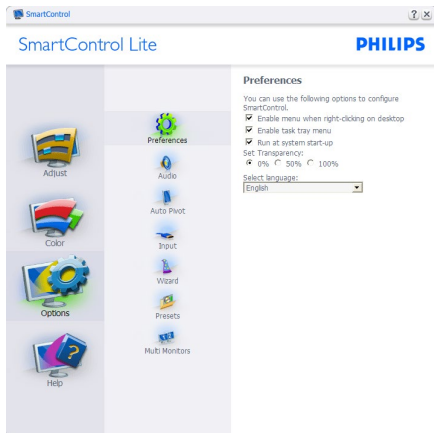 SmartControl
SmartControl Lite
PHILIPS
Adjust
Color
Options
Help
Preferences
Audio
Auto Pivot
Input
Wizard
Presets
Multi Monitors
Preferences
You can use the following options to configure
SmartControl.
Enable menu when right-clicking on desktop
Enable task tray menu
Run at system start-up
Set Transparency:
0% 50% 100%
Select language:
English